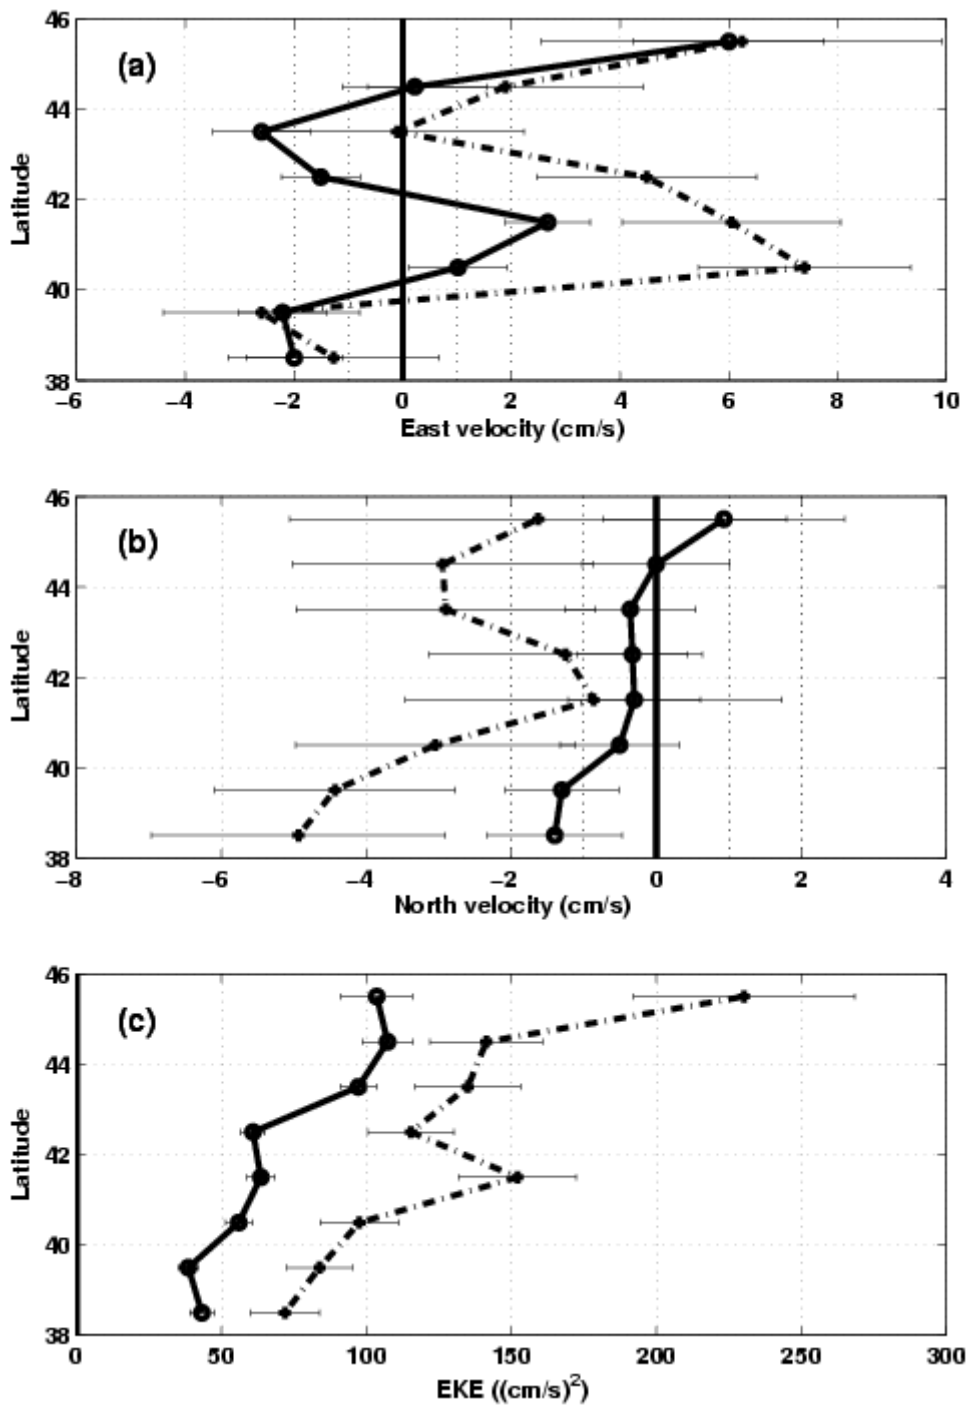 46
(a)
44
Latitude
42
40
38
−6 −4 −2 0 2 4 6 8 10
East velocity (cm/s)
46
(b)
44
Latitude
42
40
38
−8 −6 −4 −2 0 2 4
North velocity (cm/s)
46
(c)
44
Latitude
42
40
38
0 50 100 150 200 250 300
EKE ((cm/s)²)